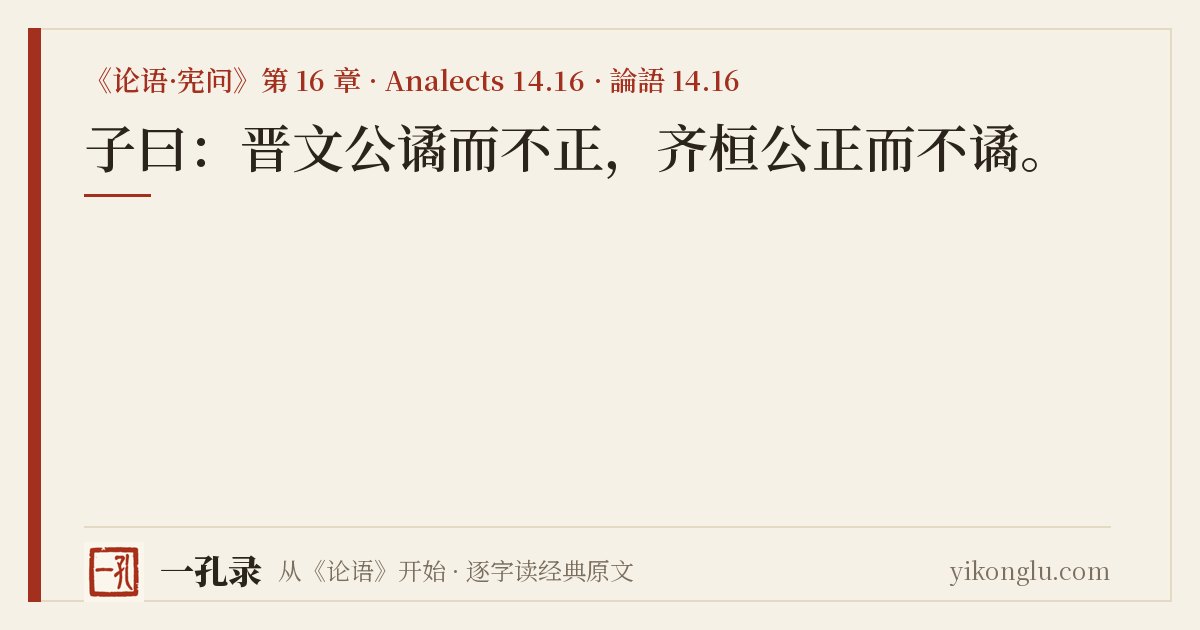 《论语·宪问》第 16 章 · Analects 14.16 · 論語 14.16
子曰：晋文公谲而不正，齐桓公正而不谲。
一孔
一孔录 从《论语》开始 · 逐字读经典原文 yikonglu.com